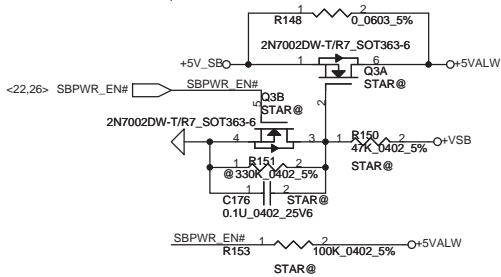 R148 0_0603_5%
1 2
2N7002DW-T/R7_SOT363-6
+5V_SB 1 6 +5VALW
Q3A
STAR@
2
<22,26> SBPWR_EN# SBPWR_EN#
Q3B
STAR@
5
2N7002DW-T/R7_SOT363-6
4 3
1 R150 2 +VSB
47K_0402_5%
STAR@
1 R151 2
@330K_0402_5%
1 2
C176 STAR@
0.1U_0402_25V6
SBPWR_EN# 1 2 +5VALW
R153 100K_0402_5%
STAR@